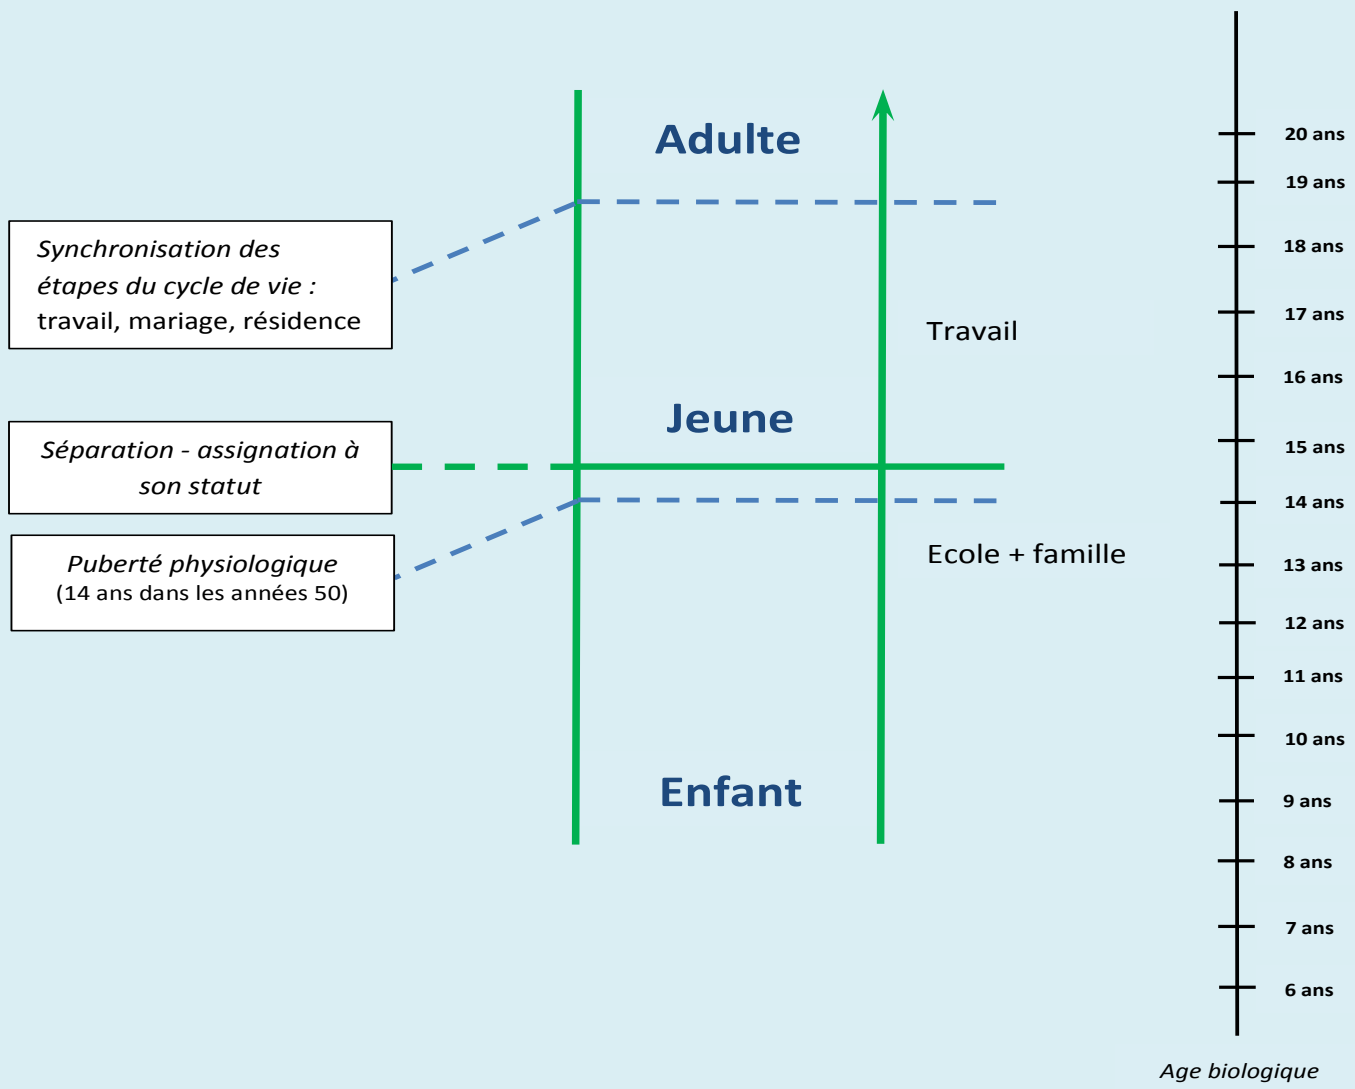 Adulte
Synchronisation des
étapes du cycle de vie :
travail, mariage, résidence
Travail
Jeune
Séparation - assignation à
son statut
Puberté physiologique
(14 ans dans les années 50)
Ecole + famille
Enfant
20 ans
19 ans
18 ans
17 ans
16 ans
15 ans
14 ans
13 ans
12 ans
11 ans
10 ans
9 ans
8 ans
7 ans
6 ans
Age biologique